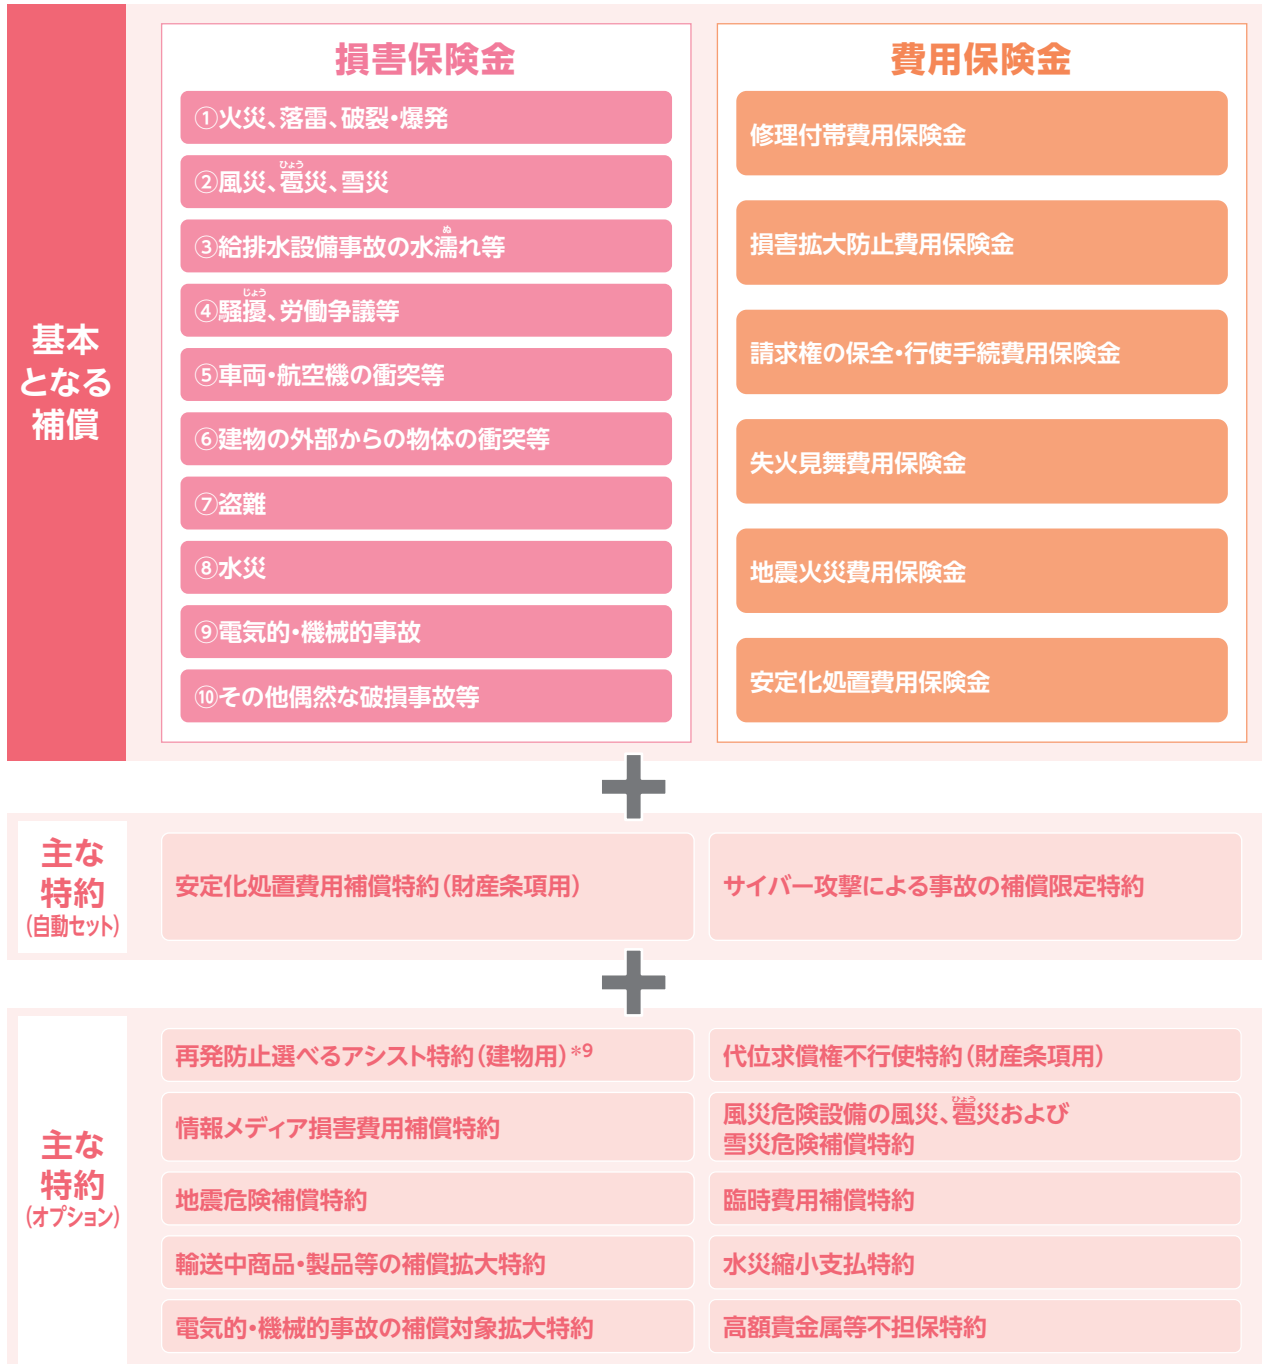 基本
となる
補償
損害保険金
①火災、落雷、破裂・爆発
ひょう
②風災、雹災、雪災
ぬ
③給排水設備事故の水濡れ等
じょう
④騒擾、労働争議等
⑤車両・航空機の衝突等
⑥建物の外部からの物体の衝突等
⑦盗難
⑧水災
⑨電気的・機械的事故
⑩その他偶然な破損事故等
費用保険金
修理付帯費用保険金
損害拡大防止費用保険金
請求権の保全・行使手続費用保険金
失火見舞費用保険金
地震火災費用保険金
安定化処置費用保険金
主な
特約
(自動セット)
安定化処置費用補償特約(財産条項用)
サイバー攻撃による事故の補償限定特約
主な
特約
(オプション)
再発防止選べるアシスト特約(建物用)*9
代位求償権不行使特約(財産条項用)
情報メディア損害費用補償特約
ひょう
風災危険設備の風災、雹災および
雪災危険補償特約
地震危険補償特約
臨時費用補償特約
輸送中商品・製品等の補償拡大特約
水災縮小支払特約
電気的・機械的事故の補償対象拡大特約
高額貴金属等不担保特約